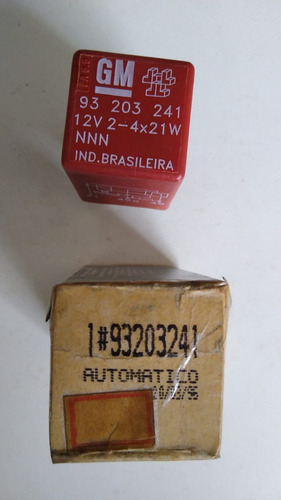 GM
93 203 241
12V 2-4x21W
NNN
IND.BRASILEIRA
1#93203241
AUTOMATICO